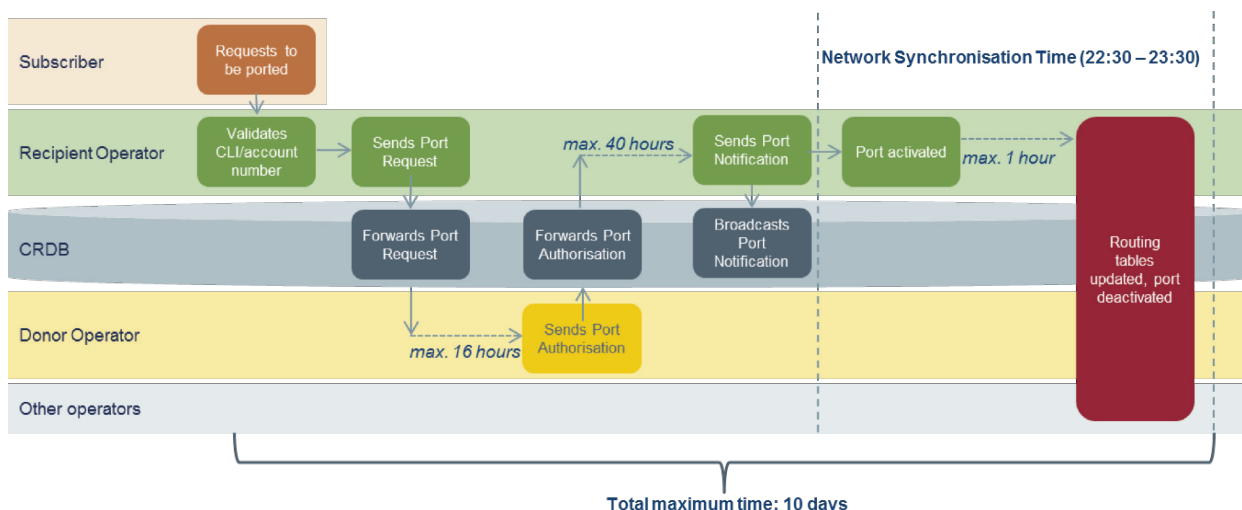 Subscriber
Requests to
be ported
Network Synchronisation Time (22:30 – 23:30)
Recipient Operator
Validates
CLI/account
number
Sends Port
Request
max. 40 hours
Sends Port
Notification
Port activated
max. 1 hour
CRDB
Forwards Port
Request
Forwards Port
Authorisation
Broadcasts
Port
Notification
Routing
tables
updated, port
deactivated
Donor Operator
max. 16 hours
Sends Port
Authorisation
Other operators
Total maximum time: 10 days